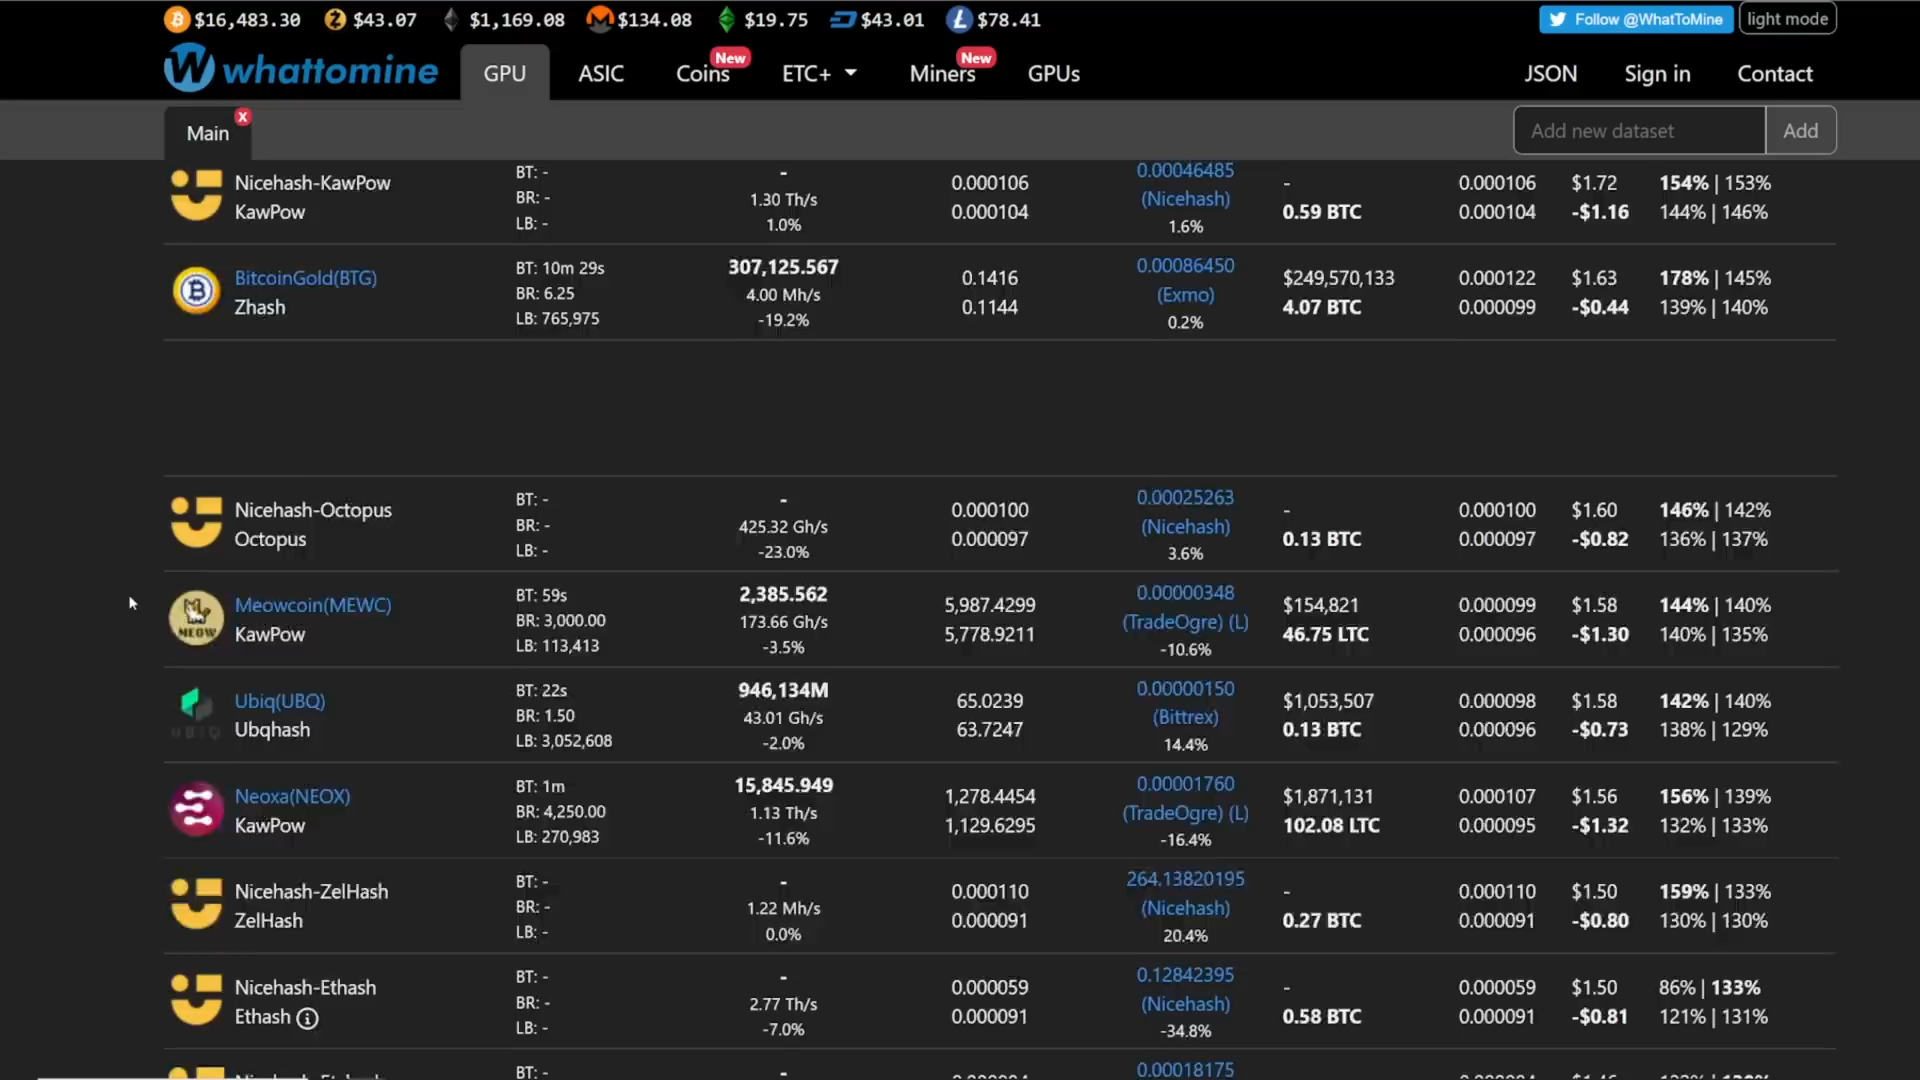 $16,483.30 $43.07 $1,169.08 $134.08 $19.75 $43.01 $78.41 Follow @WhatToMine light mode
whattomine GPU ASIC Coins New ETC+ Miners New GPUs JSON Sign in Contact
Main x Add new dataset Add
Nicehash-KawPow
KawPow
BT: -
BR: -
LB: -
-
1.30 Th/s
1.0%
0.000106
0.000104
0.00046485
(Nicehash)
1.6%
-
0.59 BTC
0.000106
0.000104
$1.72
-$1.16
154% | 153%
144% | 146%
BitcoinGold(BTG)
Zhash
BT: 10m 29s
BR: 6.25
LB: 765,975
307,125.567
4.00 Mh/s
-19.2%
0.1416
0.1144
0.00086450
(Exmo)
0.2%
$249,570,133
4.07 BTC
0.000122
0.000099
$1.63
-$0.44
178% | 145%
139% | 140%
Nicehash-Octopus
Octopus
BT: -
BR: -
LB: -
-
425.32 Gh/s
-23.0%
0.000100
0.000097
0.00025263
(Nicehash)
3.6%
-
0.13 BTC
0.000100
0.000097
$1.60
-$0.82
146% | 142%
136% | 137%
MEOW
Meowcoin(MEWC)
KawPow
BT: 59s
BR: 3,000.00
LB: 113,413
2,385.562
173.66 Gh/s
-3.5%
5,987.4299
5,778.9211
0.00000348
(TradeOgre) (L)
-10.6%
$154,821
46.75 LTC
0.000099
0.000096
$1.58
-$1.30
144% | 140%
140% | 135%
UBIQ
Ubiq(UBQ)
Ubqhash
BT: 22s
BR: 1.50
LB: 3,052,608
946,134M
43.01 Gh/s
-2.0%
65.0239
63.7247
0.00000150
(Bittrex)
14.4%
$1,053,507
0.13 BTC
0.000098
0.000096
$1.58
-$0.73
142% | 140%
138% | 129%
Neoxa(NEOX)
KawPow
BT: 1m
BR: 4,250.00
LB: 270,983
15,845.949
1.13 Th/s
-11.6%
1,278.4454
1,129.6295
0.00001760
(TradeOgre) (L)
-16.4%
$1,871,131
102.08 LTC
0.000107
0.000095
$1.56
-$1.32
156% | 139%
132% | 133%
Nicehash-ZelHash
ZelHash
BT: -
BR: -
LB: -
-
1.22 Mh/s
0.0%
0.000110
0.000091
264.13820195
(Nicehash)
20.4%
-
0.27 BTC
0.000110
0.000091
$1.50
-$0.80
159% | 133%
130% | 130%
Nicehash-Ethash
Ethash
BT: -
BR: -
LB: -
-
2.77 Th/s
-7.0%
0.000059
0.000091
0.12842395
(Nicehash)
-34.8%
-
0.58 BTC
0.000059
0.000091
$1.50
-$0.81
86% | 133%
121% | 131%
BT: -
-
0.00018175